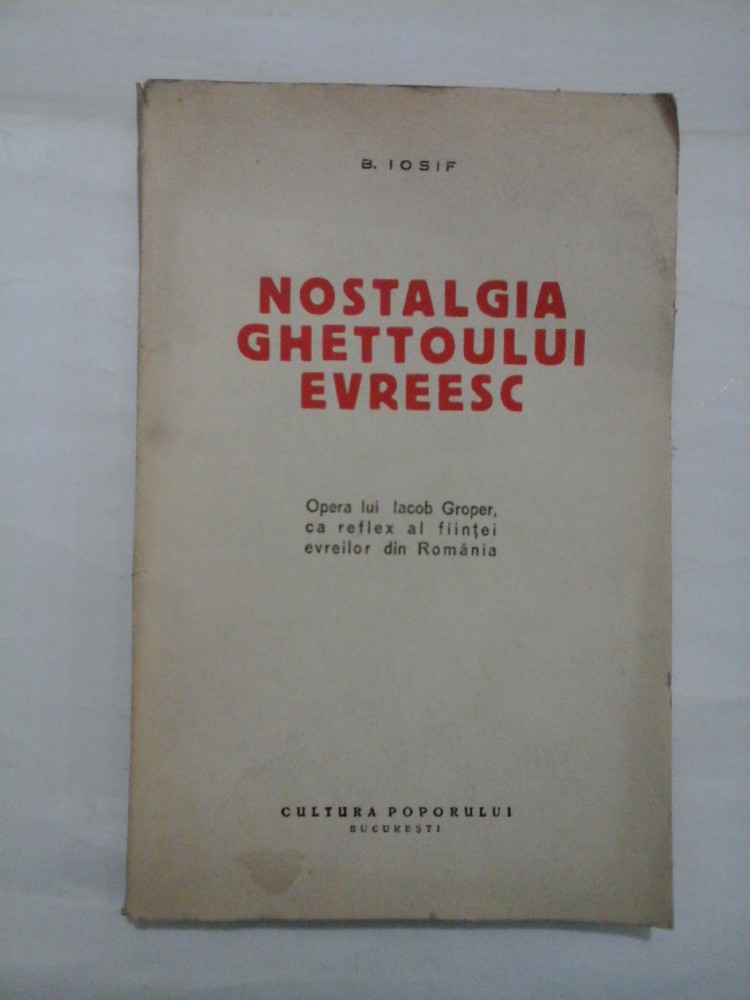 B. IOSIF
NOSTALGIA
GHETTOULUI
EVREESC
Opera lui Iacob Groper,
ca reflex al ființei
evreilor din România
CULTURA POPORULUI
BUCUREȘTI